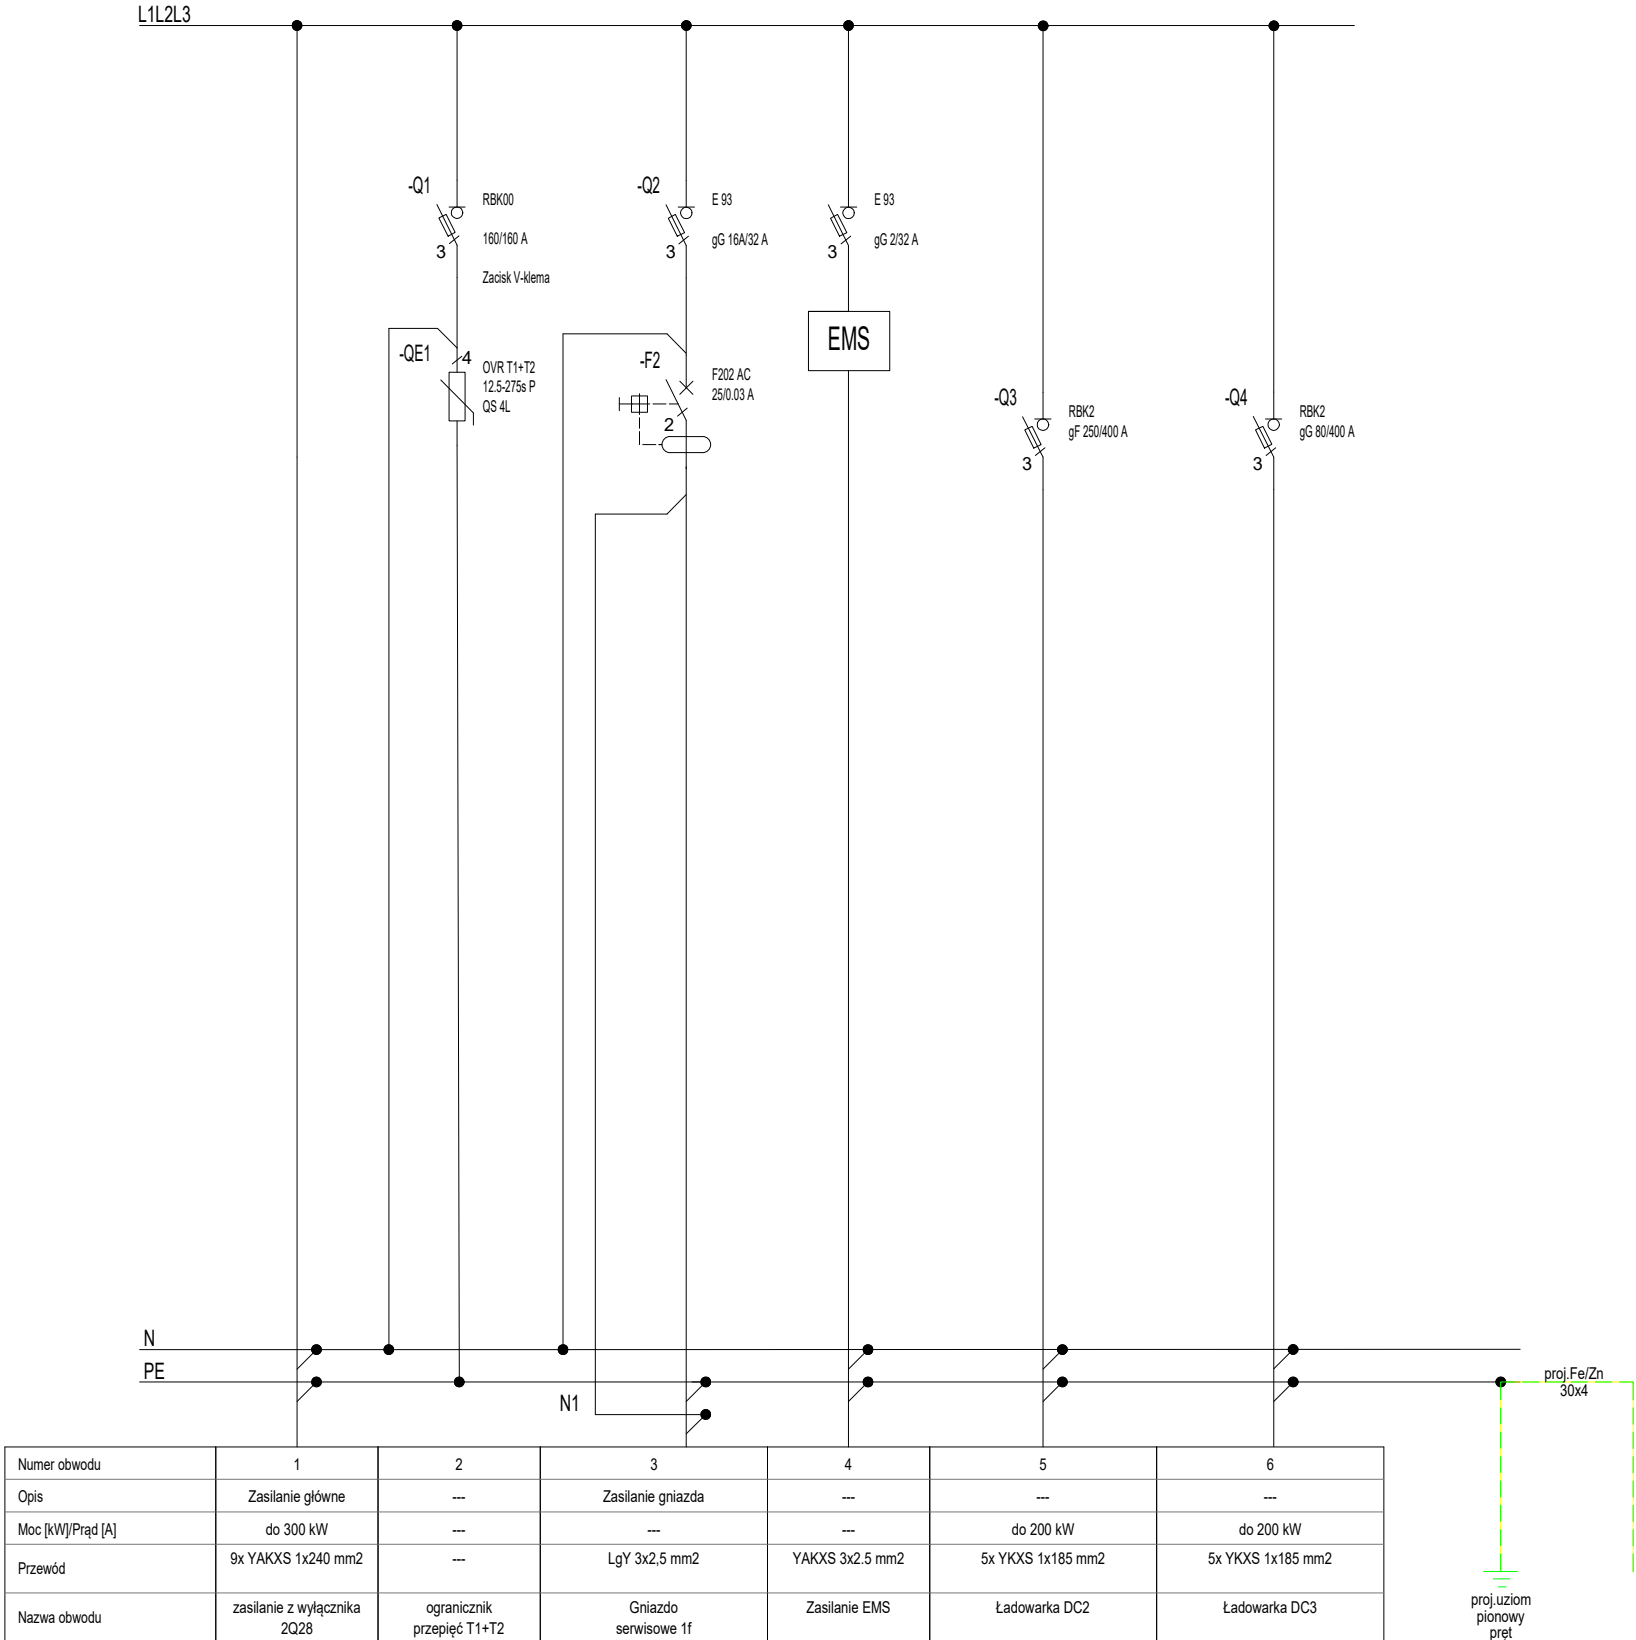 L1L2L3
-Q1
RBK00
160/160 A
3
Zacisk V-klema
-QE1
4
OVR T1+T2
12.5-275s P
QS 4L
-Q2
E 93
gG 16A/32 A
3
-F2
F202 AC
25/0.03 A
2
E 93
gG 2/32 A
3
EMS
-Q3
RBK2
gF 250/400 A
3
-Q4
RBK2
gG 80/400 A
3
N
PE
N1
proj.Fe/Zn
30x4
Numer obwodu 1 2 3 4 5 6
Opis Zasilanie główne --- Zasilanie gniazda --- --- ---
Moc [kW]/Prąd [A] do 300 kW --- --- --- do 200 kW do 200 kW
Przewód 9x YAKXS 1x240 mm2 --- LgY 3x2,5 mm2 YAKXS 3x2.5 mm2 5x YKXS 1x185 mm2 5x YKXS 1x185 mm2
Nazwa obwodu
zasilanie z wyłącznika
2Q28
ogranicznik
przepięć T1+T2
Gniazdo
serwisowe 1f
Zasilanie EMS
Ładowarka DC2
Ładowarka DC3
proj.uziom
pionowy
pręt